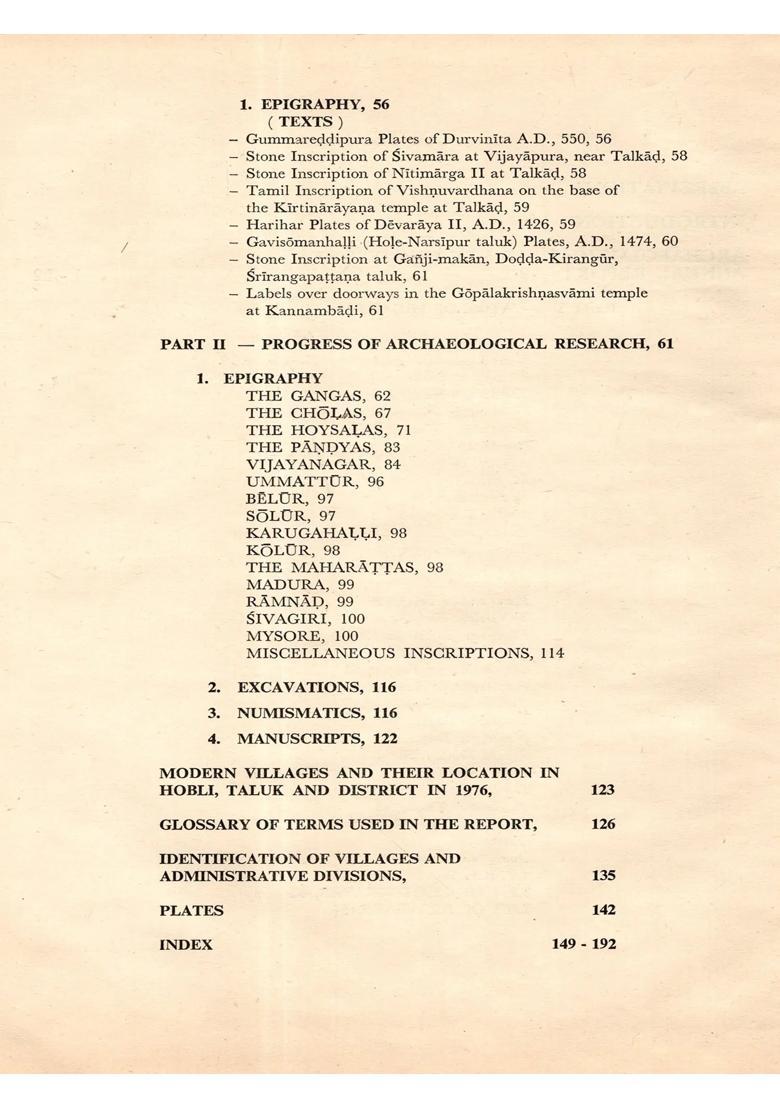 1. EPIGRAPHY, 56
( TEXTS )
– Gummareḍḍipura Plates of Durvinīta A.D., 550, 56
– Stone Inscription of Śivamāra at Vijayāpura, near Talkāḍ, 58
– Stone Inscription of Nītimārga II at Talkāḍ, 58
– Tamil Inscription of Vishṇuvardhana on the base of
the Kīrtinārāyaṇa temple at Talkāḍ, 59
– Harihar Plates of Dēvarāya II, A.D., 1426, 59
– Gavisōmanhaḷḷi (Hoḷe-Narsīpur taluk) Plates, A.D., 1474, 60
– Stone Inscription at Gañji-makān, Doḍḍa-Kirangūr,
Śrīrangapaṭṭaṇa taluk, 61
– Labels over doorways in the Gōpālakrishṇasvāmi temple
at Kannambāḍi, 61
PART II — PROGRESS OF ARCHAEOLOGICAL RESEARCH, 61
1. EPIGRAPHY
THE GANGAS, 62
THE CHŌḶAS, 67
THE HOYSAḶAS, 71
THE PĀṆḌYAS, 83
VIJAYANAGAR, 84
UMMATTŪR, 96
BĒLŪR, 97
SŌLŪR, 97
KARUGAHAḶḶI, 98
KŌLŪR, 98
THE MAHARĀṬṬAS, 98
MADURA, 99
RĀMNĀḌ, 99
ŚIVAGIRI, 100
MYSORE, 100
MISCELLANEOUS INSCRIPTIONS, 114
2. EXCAVATIONS, 116
3. NUMISMATICS, 116
4. MANUSCRIPTS, 122
MODERN VILLAGES AND THEIR LOCATION IN
HOBLI, TALUK AND DISTRICT IN 1976, 123
GLOSSARY OF TERMS USED IN THE REPORT, 126
IDENTIFICATION OF VILLAGES AND
ADMINISTRATIVE DIVISIONS, 135
PLATES 142
INDEX 149 - 192